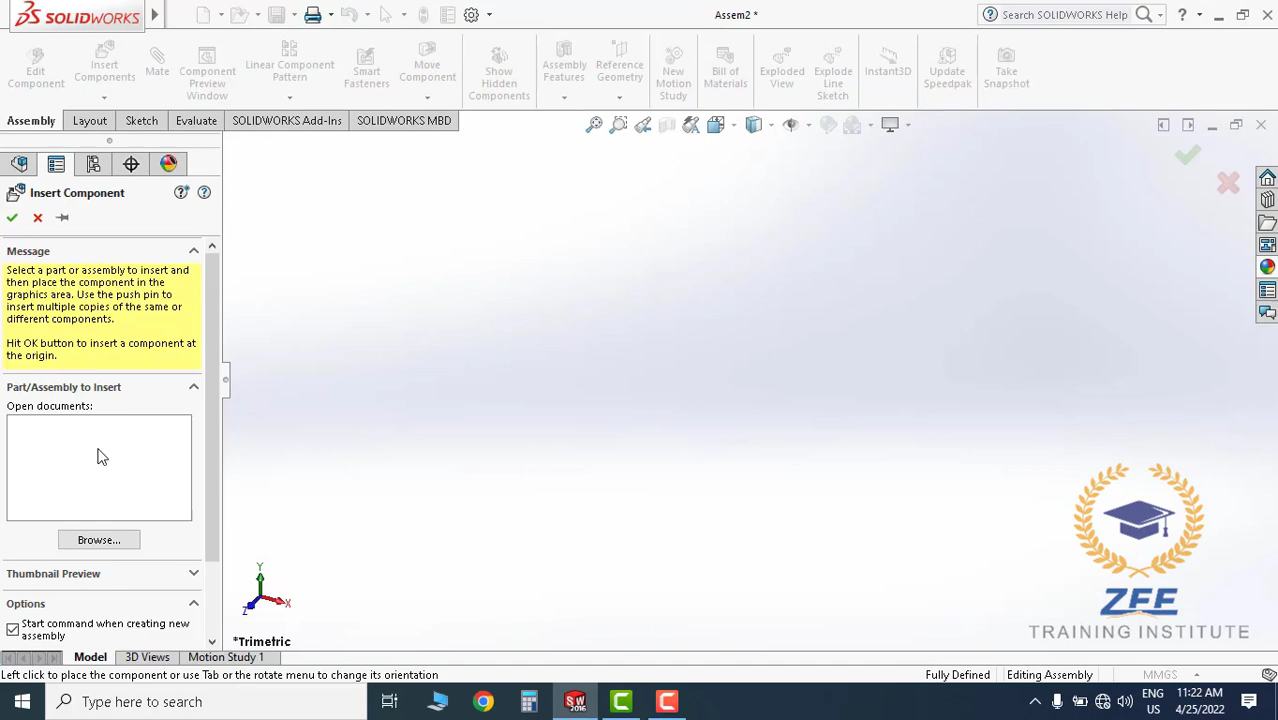 SOLIDWORKS
Assem2 *
Search SOLIDWORKS Help
?
Edit
Component
Insert
Components
Mate
Component
Preview
Window
Linear Component
Pattern
Smart
Fasteners
Move
Component
Show
Hidden
Components
Assembly
Features
Reference
Geometry
New
Motion
Study
Bill of
Materials
Exploded
View
Explode
Line
Sketch
Instant3D
Update
Speedpak
Take
Snapshot
Assembly
Layout
Sketch
Evaluate
SOLIDWORKS Add-Ins
SOLIDWORKS MBD
Insert Component
Message
Select a part or assembly to insert and
then place the component in the
graphics area. Use the push pin to
insert multiple copies of the same or
different components.
Hit OK button to insert a component at
the origin.
Part/Assembly to Insert
Open documents:
Browse...
Thumbnail Preview
Options
Start command when creating new
assembly
Y
X
Z
*Trimetric
ZFE
TRAINING INSTITUTE
Model
3D Views
Motion Study 1
Left click to place the component or use Tab or the rotate menu to change its orientation
Fully Defined
Editing Assembly
MMGS
Type here to search
SW
2016
ENG
US
11:22 AM
4/25/2022